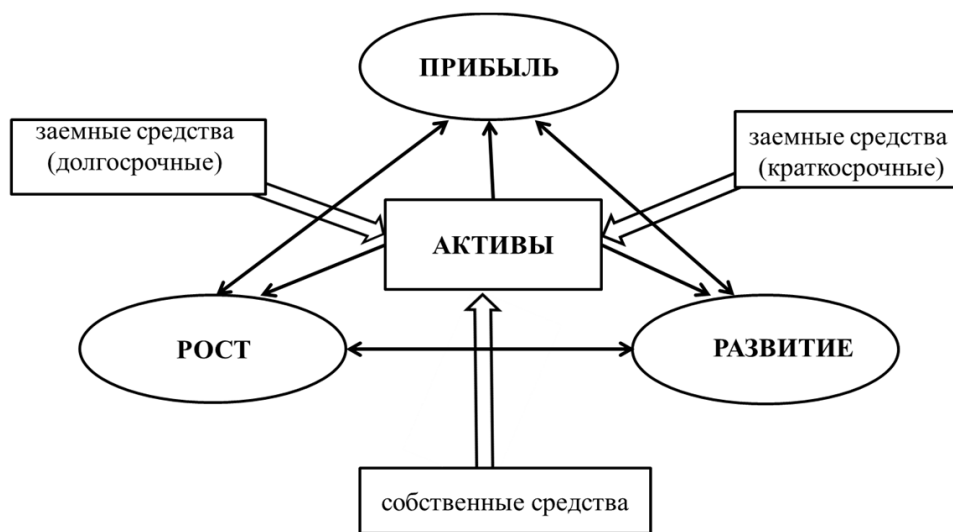 ПРИБЫЛЬ
заемные средства
(долгосрочные)
заемные средства
(краткосрочные)
АКТИВЫ
РОСТ
РАЗВИТИЕ
собственные средства